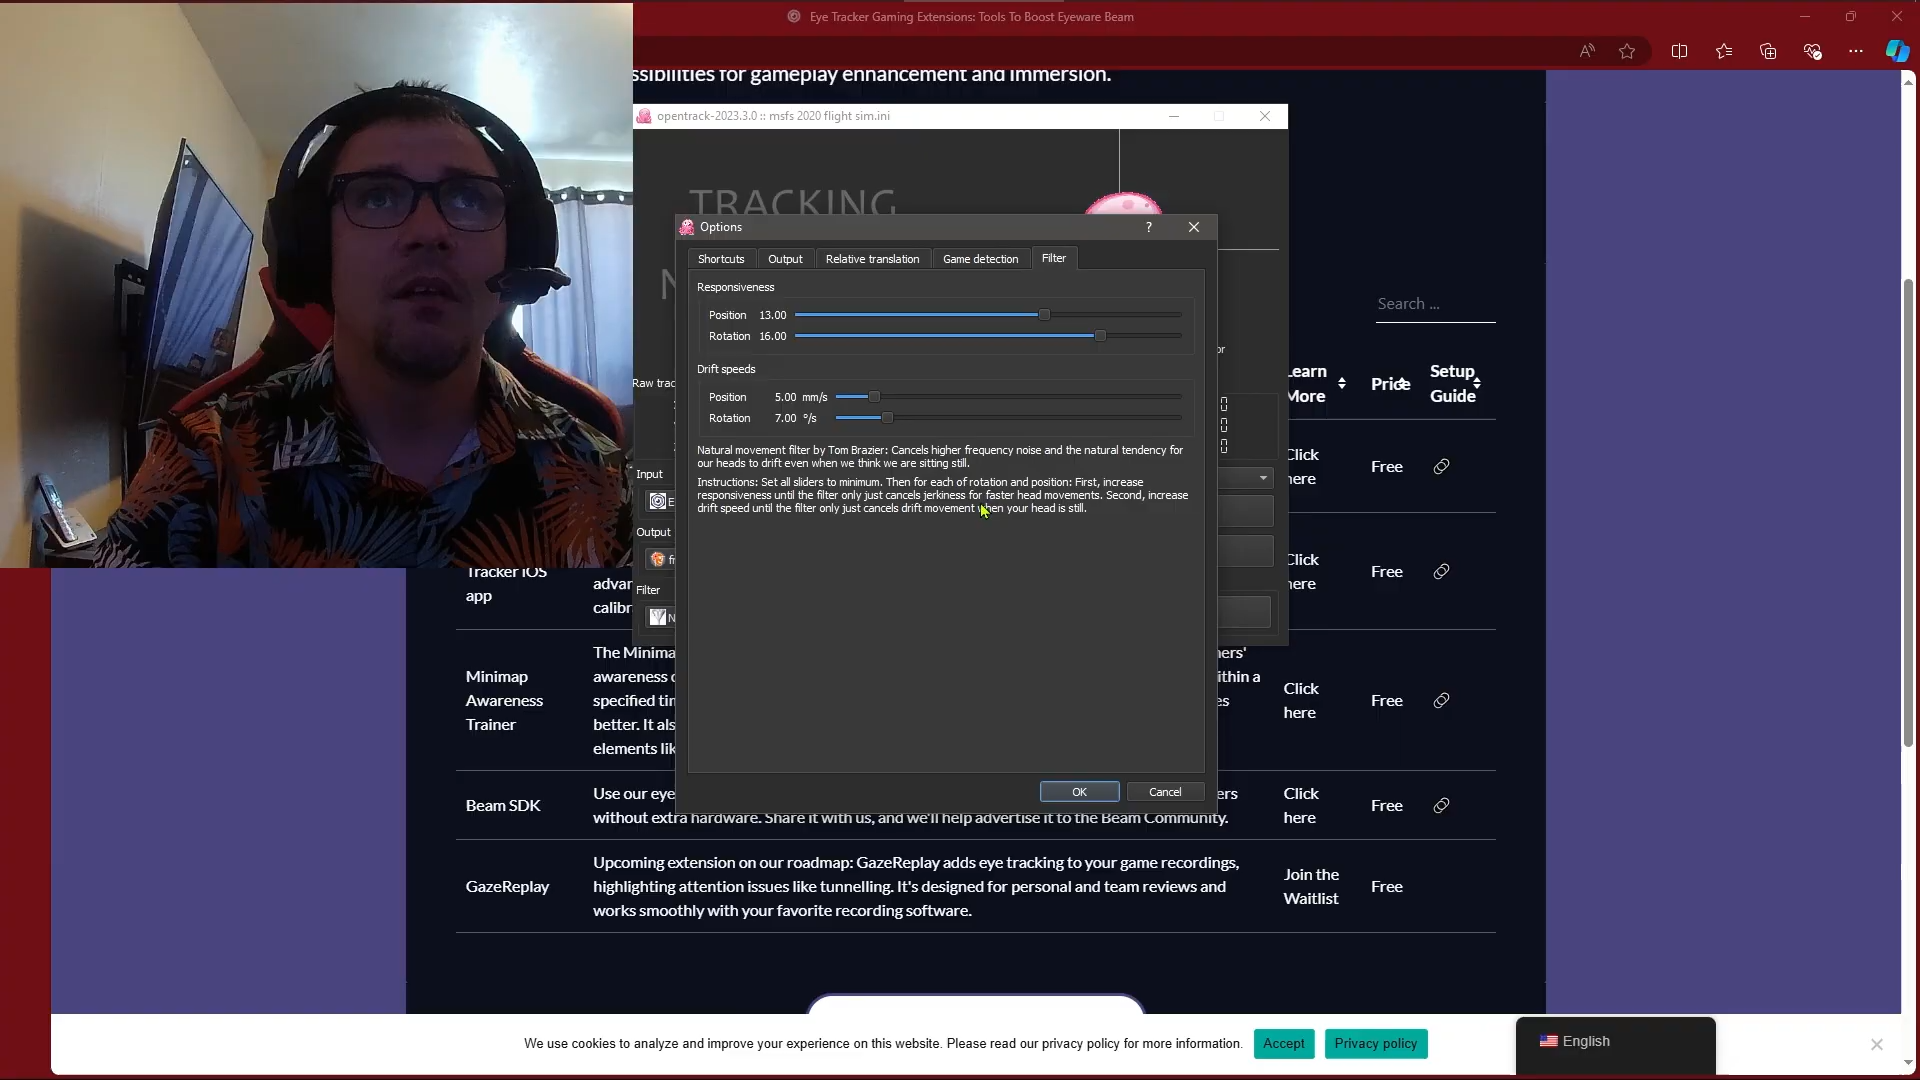 Eye Tracker Gaming Extensions: Tools To Boost Eyeware Beam
ssibilities for gameplay enhancement and immersion.
opentrack-2023.3.0 :: msfs 2020 flight sim.ini
TRACKING
Options
?
Shortcuts Output Relative translation Game detection Filter
Responsiveness
Position 13.00
Rotation 16.00
Drift speeds
Position 5.00 mm/s
Rotation 7.00 °/s
Natural movement filter by Tom Brazier: Cancels higher frequency noise and the natural tendency for
our heads to drift even when we think we are sitting still.
Instructions: Set all sliders to minimum. Then for each of rotation and position: First, increase
responsiveness until the filter only just cancels jerkiness for faster head movements. Second, increase
drift speed until the filter only just cancels drift movement when your head is still.
OK Cancel
Raw trac
Input
E
Output
fr
Filter
N
or
0
0
0
Search ...
Learn More Price Setup Guide
Click here Free
Tracker iOS app
advan
calibr
Click here Free
Minimap Awareness Trainer
The Minima
ners'
awareness
ithin a
specified tim
es
better. It als
elements lik
Click here Free
Beam SDK
Use our eye
ers
without extra hardware. Share it with us, and we'll help advertise it to the Beam Community.
Click here Free
GazeReplay
Upcoming extension on our roadmap: GazeReplay adds eye tracking to your game recordings,
highlighting attention issues like tunnelling. It's designed for personal and team reviews and
works smoothly with your favorite recording software.
Join the Waitlist Free
We use cookies to analyze and improve your experience on this website. Please read our privacy policy for more information. Accept Privacy policy
English